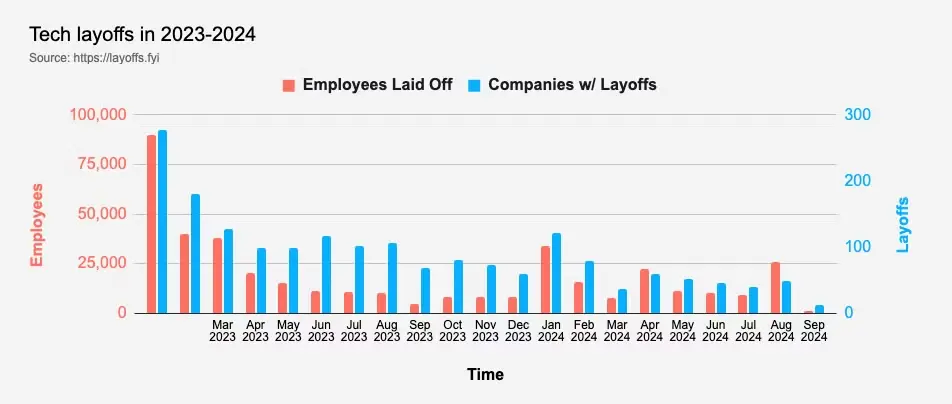 Tech layoffs in 2023-2024
Source: https://layoffs.fyi
Employees Laid Off Companies w/ Layoffs
100,000 300
75,000
200
50,000
100
25,000
0 0
Employees
Layoffs
Mar Apr May Jun Jul Aug Sep Oct Nov Dec Jan Feb Mar Apr May Jun Jul Aug Sep
2023 2023 2023 2023 2023 2023 2023 2023 2023 2023 2024 2024 2024 2024 2024 2024 2024 2024 2024
Time